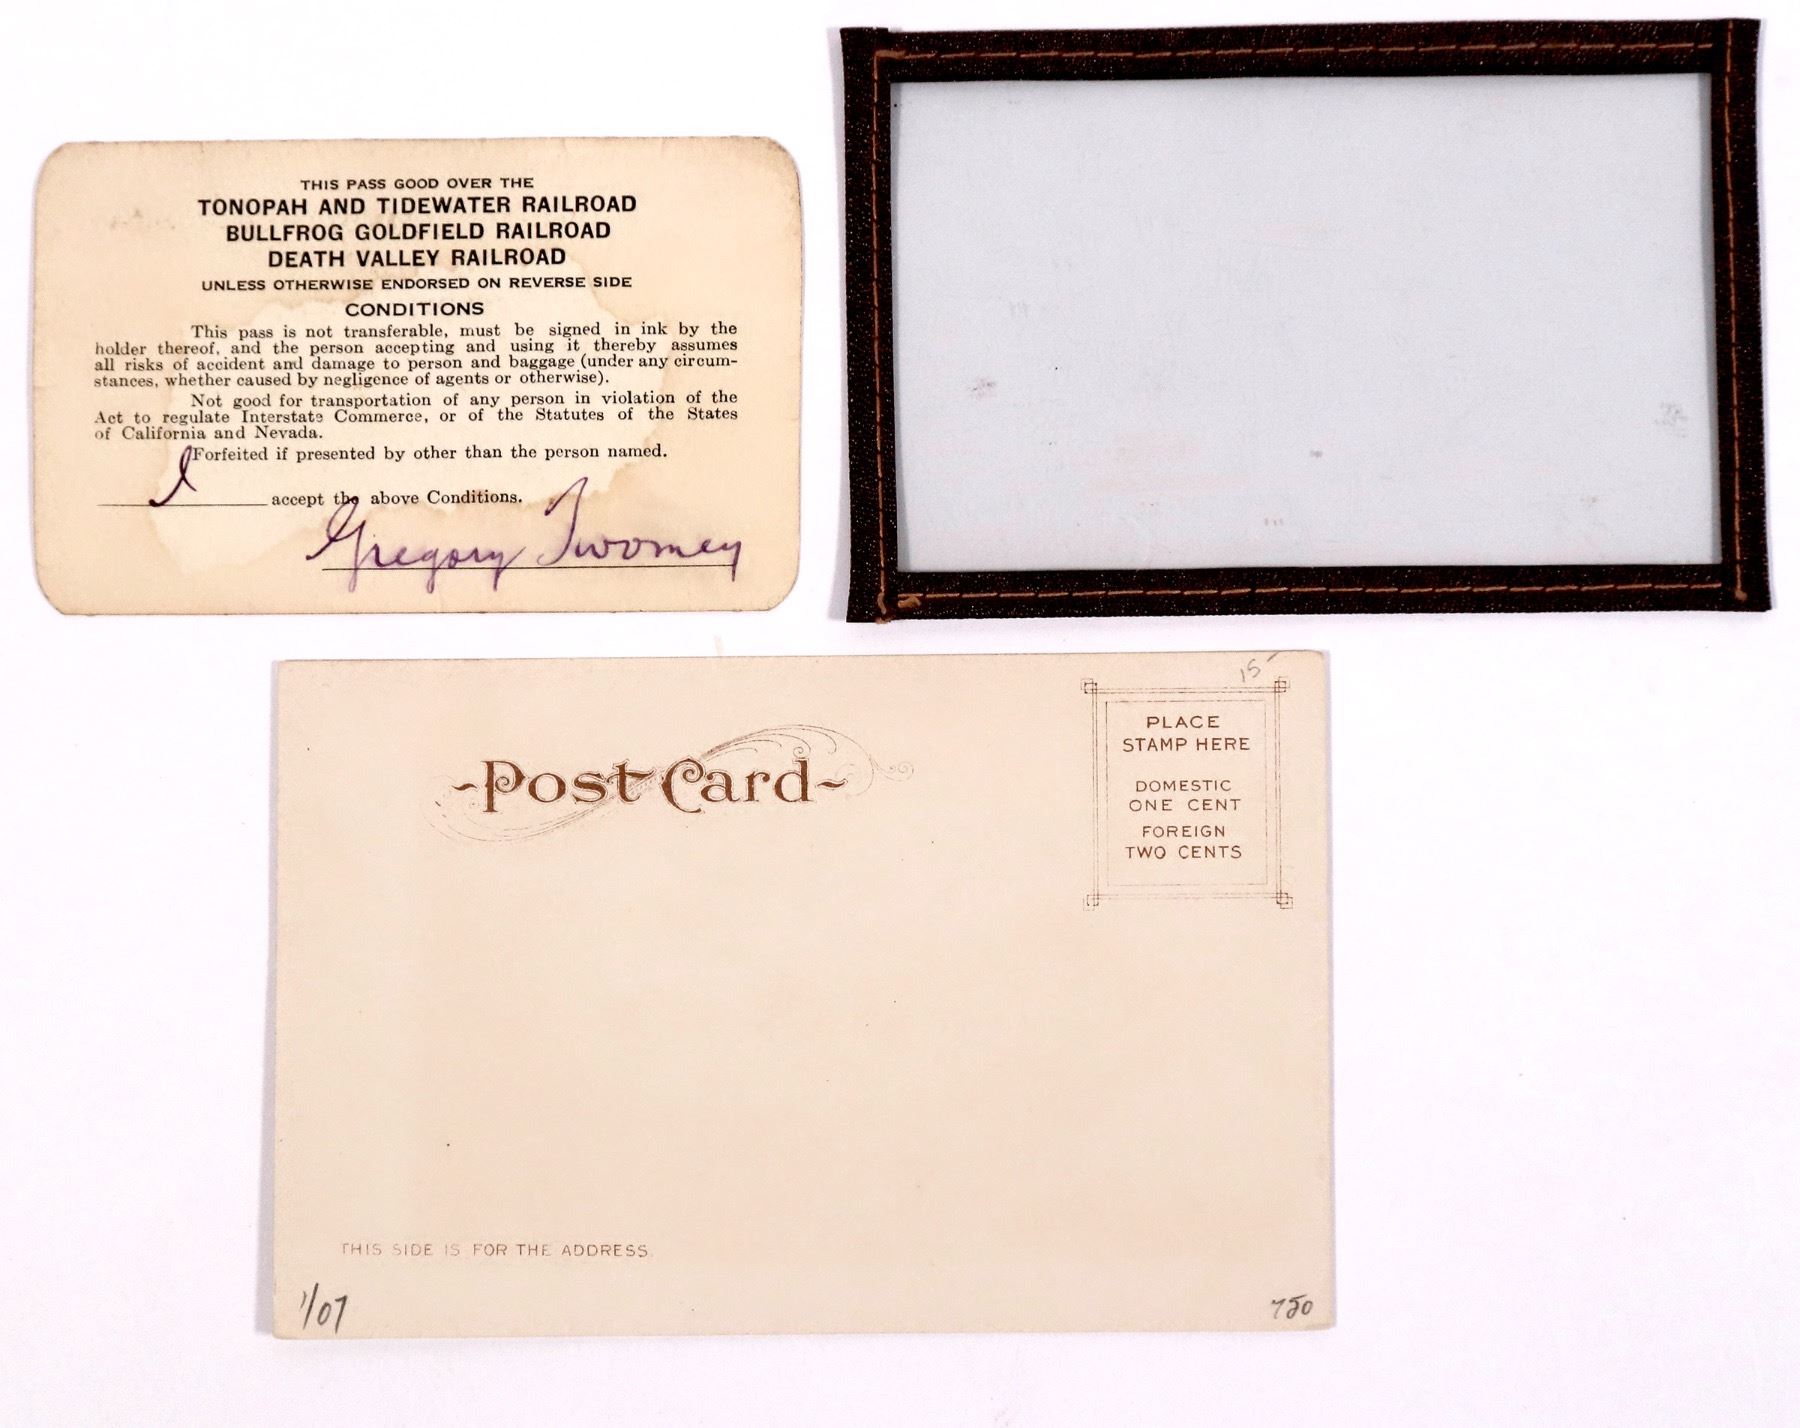 THIS PASS GOOD OVER THE
TONOPAH AND TIDEWATER RAILROAD
BULLFROG GOLDFIELD RAILROAD
DEATH VALLEY RAILROAD
UNLESS OTHERWISE ENDORSED ON REVERSE SIDE
CONDITIONS
This pass is not transferable, must be signed in ink by the
holder thereof, and the person accepting and using it thereby assumes
all risks of accident and damage to person and baggage (under any circum-
stances, whether caused by negligence of agents or otherwise).
Not good for transportation of any person in violation of the
Act to regulate Interstate Commerce, or of the Statutes of the States
of California and Nevada.
Forfeited if presented by other than the person named.
I accept the above Conditions.
Gregory Twomey
15-
Post Card
PLACE
STAMP HERE
DOMESTIC
ONE CENT
FOREIGN
TWO CENTS
THIS SIDE IS FOR THE ADDRESS.
1/07
750